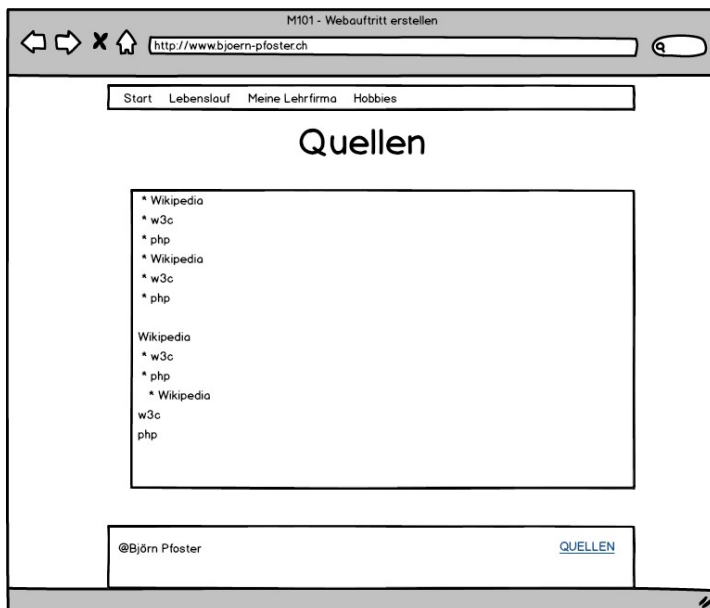 M101 - Webauftritt erstellen
http://www.bjoern-pfoster.ch
Start Lebenslauf Meine Lehrfirma Hobbies
Quellen
* Wikipedia
* w3c
* php
* Wikipedia
* w3c
* php
Wikipedia
* w3c
* php
* Wikipedia
w3c
php
@Björn Pfoster QUELLEN